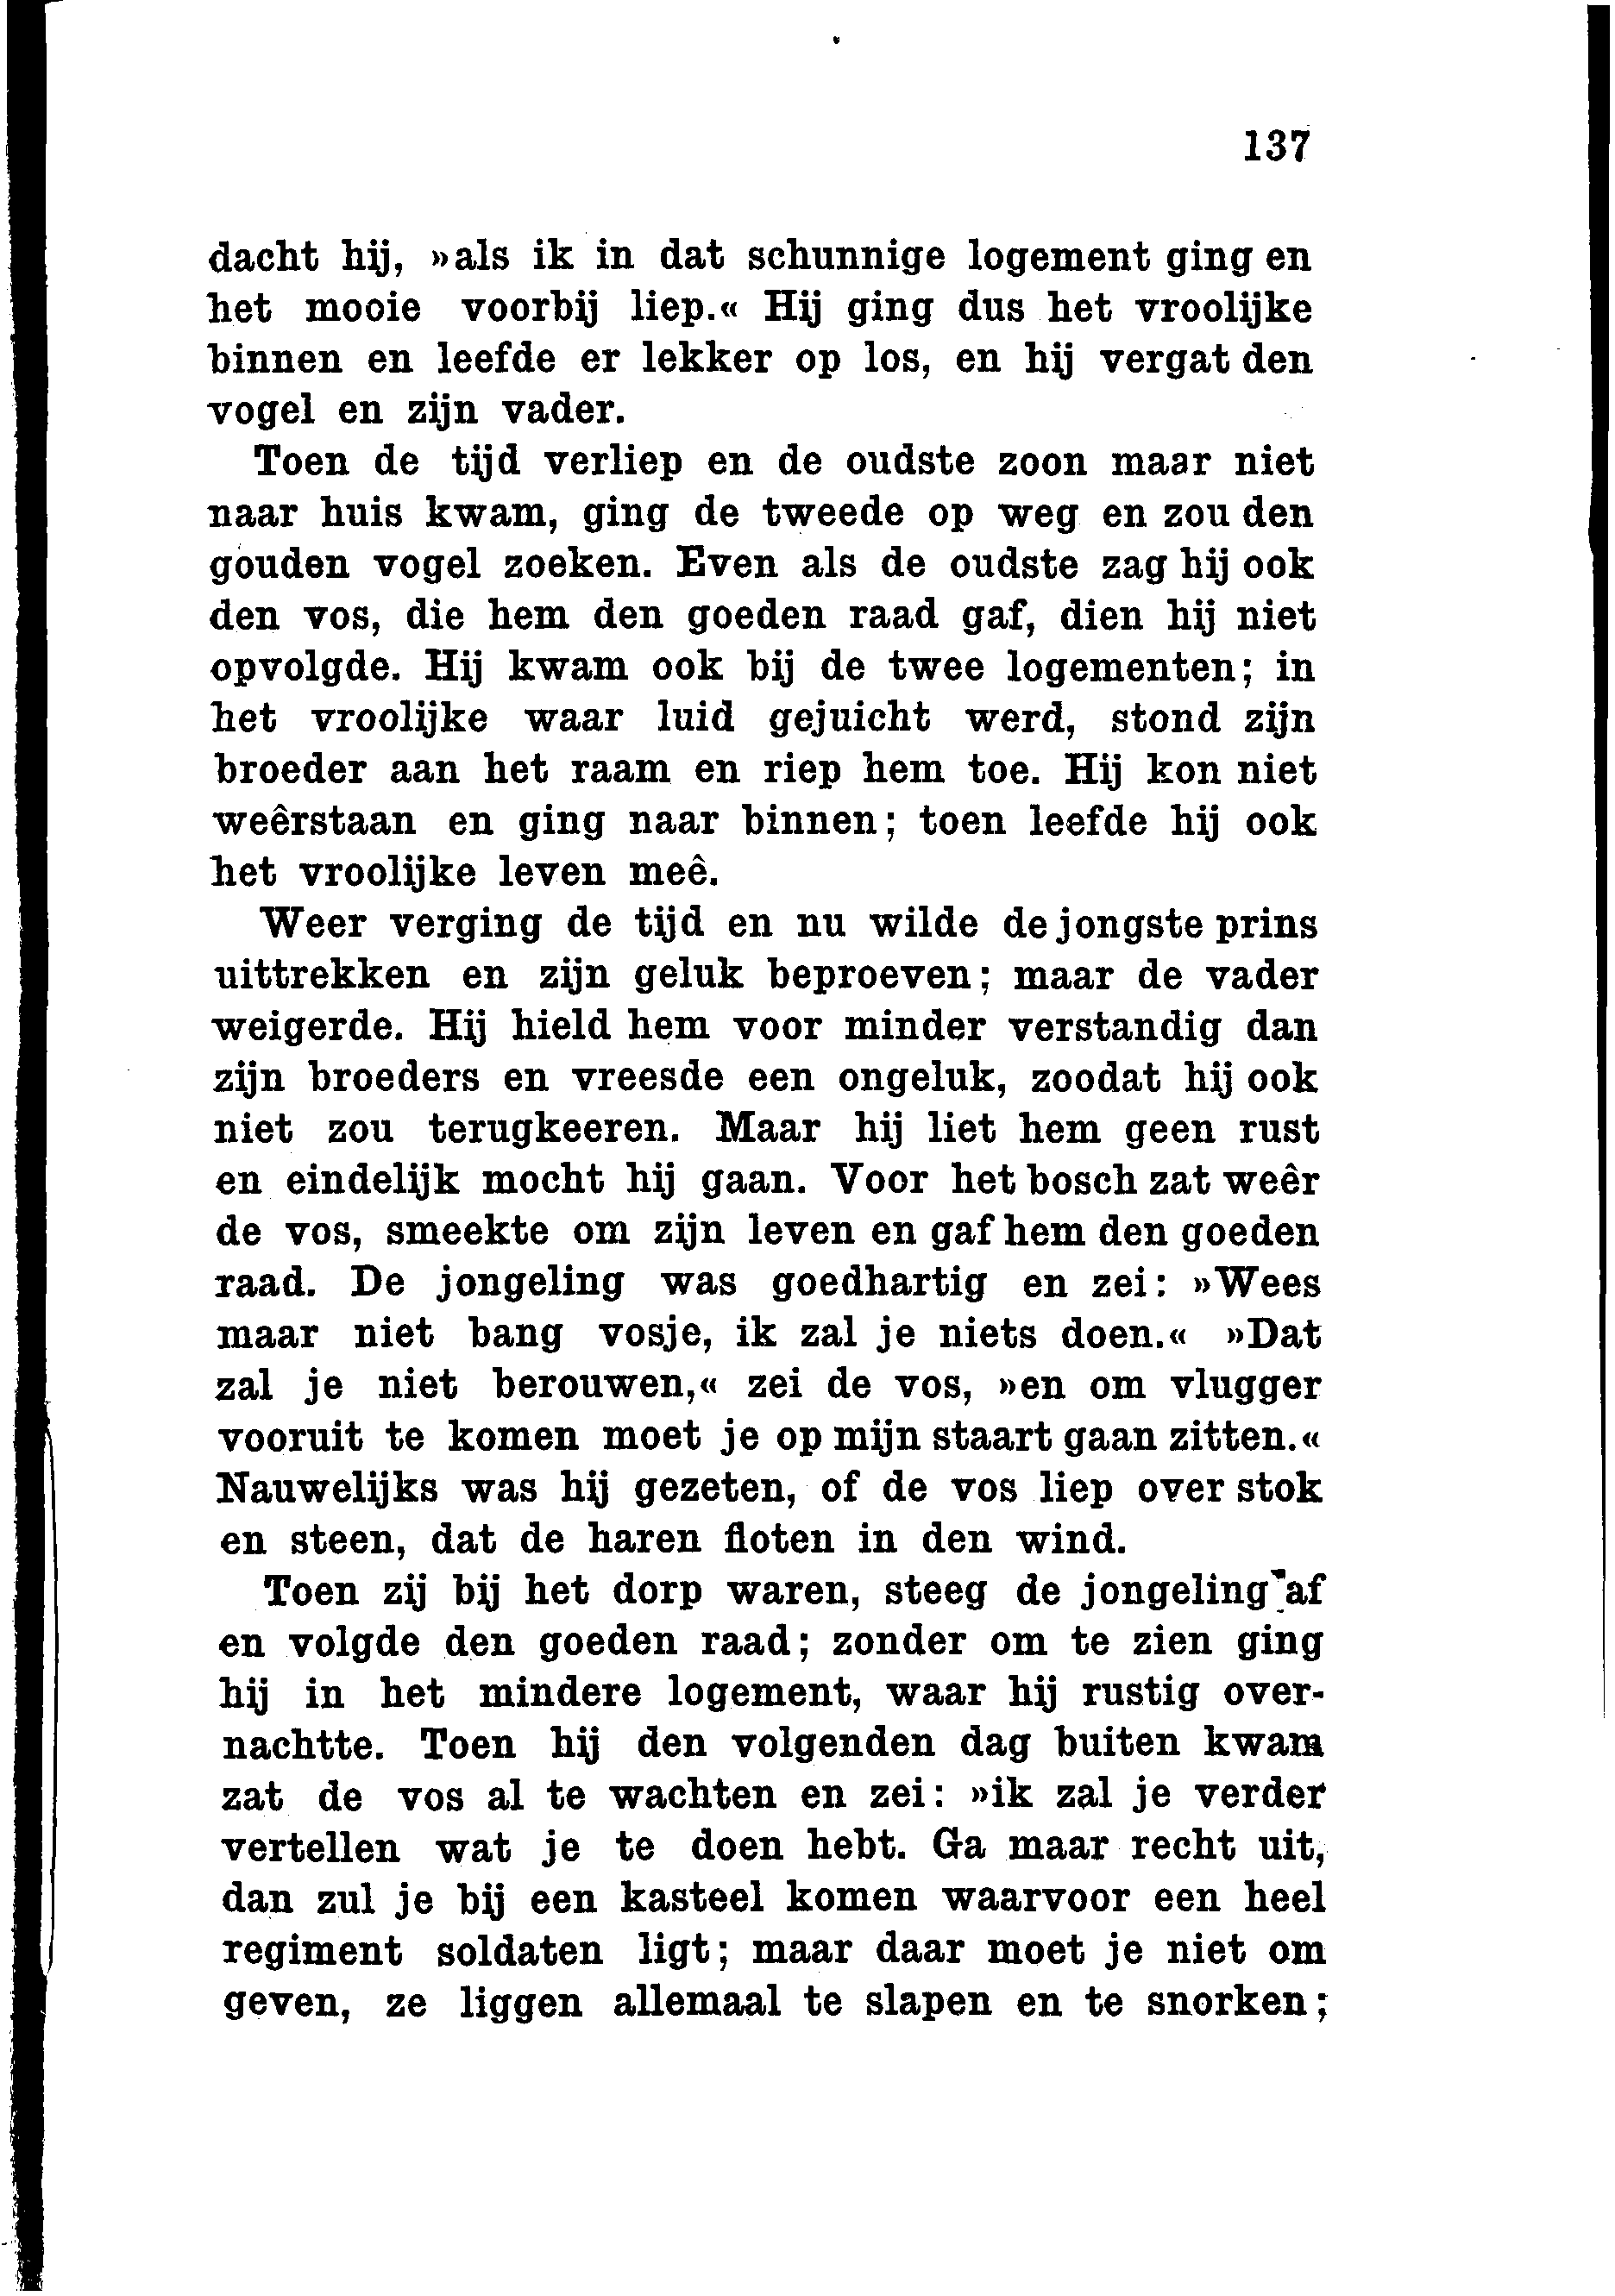 137
dacht hij, »als ik in dat schunnige logement ging en
het mooie voorbij liep.« Hij ging dus het vroolijke
binnen en leefde er lekker op los, en hij vergat den
vogel en zijn vader.
Toen de tijd verliep en de oudste zoon maar niet
naar huis kwam, ging de tweede op weg en zou den
gouden vogel zoeken. Even als de oudste zag hij ook
den vos, die hem den goeden raad gaf, dien hij niet
opvolgde. Hij kwam ook bij de twee logementen; in
het vroolijke waar luid gejuicht werd, stond zijn
broeder aan het raam en riep hem toe. Hij kon niet
weêrstaan en ging naar binnen; toen leefde hij ook
het vroolijke leven meê.
Weer verging de tijd en nu wilde de jongste prins
uittrekken en zijn geluk beproeven; maar de vader
weigerde. Hij hield hem voor minder verstandig dan
zijn broeders en vreesde een ongeluk, zoodat hij ook
niet zou terugkeeren. Maar hij liet hem geen rust
en eindelijk mocht hij gaan. Voor het bosch zat weêr
de vos, smeekte om zijn leven en gaf hem den goeden
raad. De jongeling was goedhartig en zei: »Wees
maar niet bang vosje, ik zal je niets doen.« »Dat
zal je niet berouwen,« zei de vos, »en om vlugger
vooruit te komen moet je op mijn staart gaan zitten.«
Nauwelijks was hij gezeten, of de vos liep over stok
en steen, dat de haren floten in den wind.
Toen zij bij het dorp waren, steeg de jongeling af
en volgde den goeden raad; zonder om te zien ging
hij in het mindere logement, waar hij rustig over-
nachtte. Toen hij den volgenden dag buiten kwam
zat de vos al te wachten en zei: »ik zal je verder
vertellen wat je te doen hebt. Ga maar recht uit,
dan zul je bij een kasteel komen waarvoor een heel
regiment soldaten ligt; maar daar moet je niet om
geven, ze liggen allemaal te slapen en te snorken;